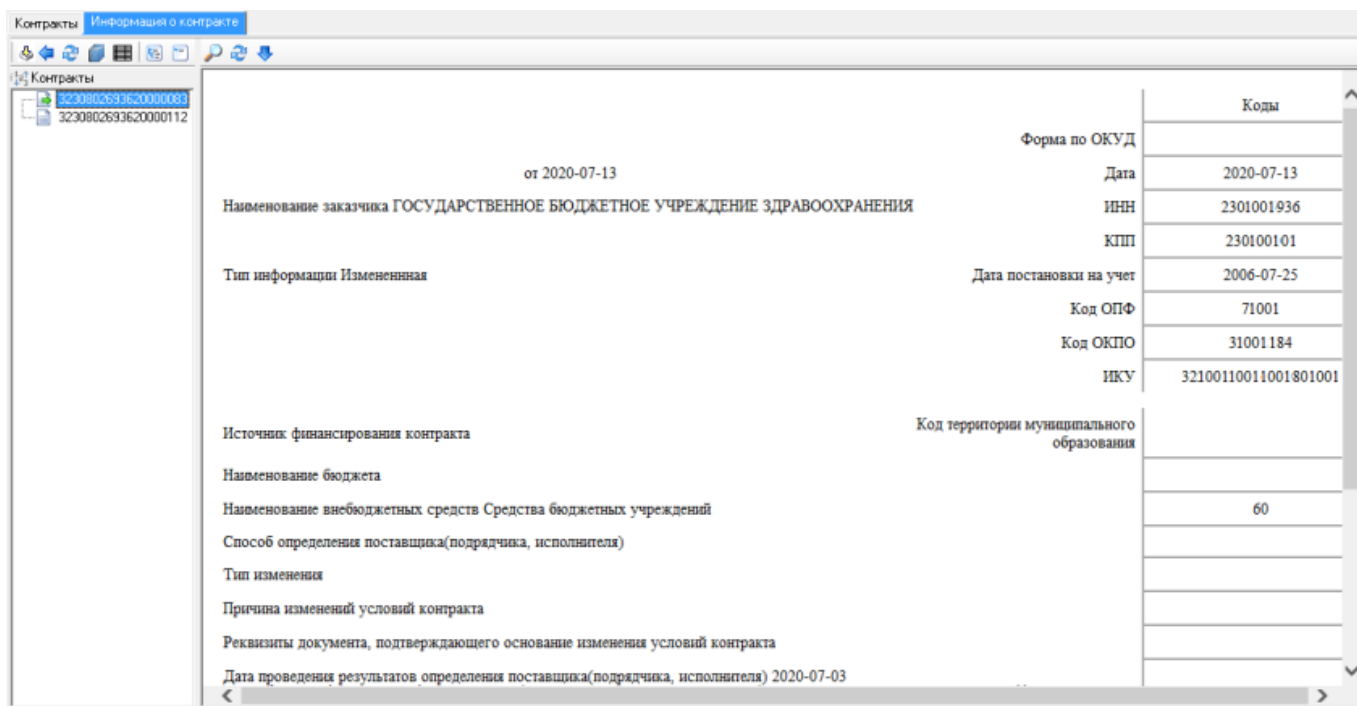 Контракты Информация о контракте
Контракты
3230802693620000083
3230802693620000112
Коды
Форма по ОКУД
от 2020-07-13 Дата 2020-07-13
Наименование заказчика ГОСУДАРСТВЕННОЕ БЮДЖЕТНОЕ УЧРЕЖДЕНИЕ ЗДРАВООХРАНЕНИЯ ИНН 2301001936
КПП 230100101
Тип информации Измененнная Дата постановки на учет 2006-07-25
Код ОПФ 71001
Код ОКПО 31001184
ИКУ 32100110011001801001
Источник финансирования контракта Код территории муниципального
образования
Наименование бюджета
Наименование внебюджетных средств Средства бюджетных учреждений 60
Способ определения поставщика(подрядчика, исполнителя)
Тип изменения
Причина изменений условий контракта
Реквизиты документа, подтверждающего основание изменения условий контракта
Дата проведения результатов определения поставщика(подрядчика, исполнителя) 2020-07-03